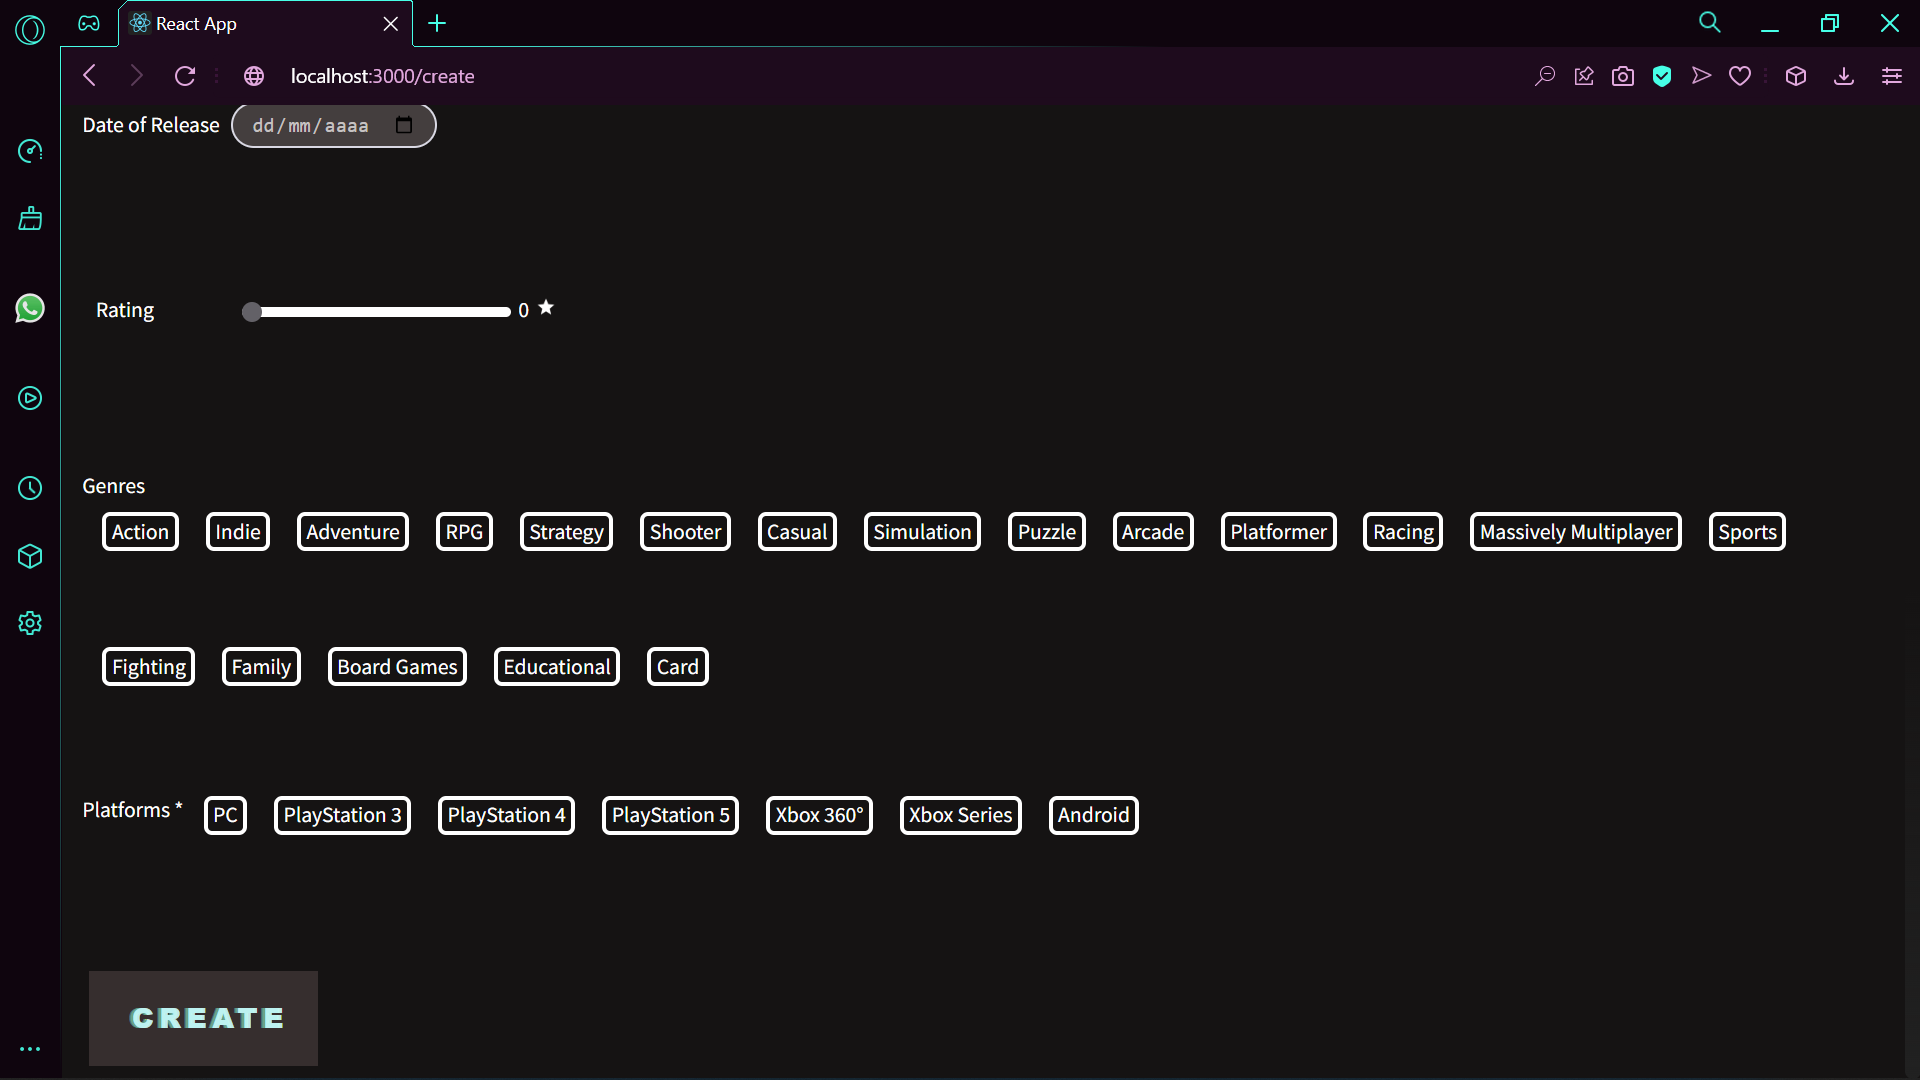 React App
localhost:3000/create
Date of Release dd/mm/aaaa
Rating 0
Genres
Action Indie Adventure RPG Strategy Shooter Casual Simulation Puzzle Arcade Platformer Racing Massively Multiplayer Sports
Fighting Family Board Games Educational Card
Platforms * PC PlayStation 3 PlayStation 4 PlayStation 5 Xbox 360° Xbox Series Android
CREATE